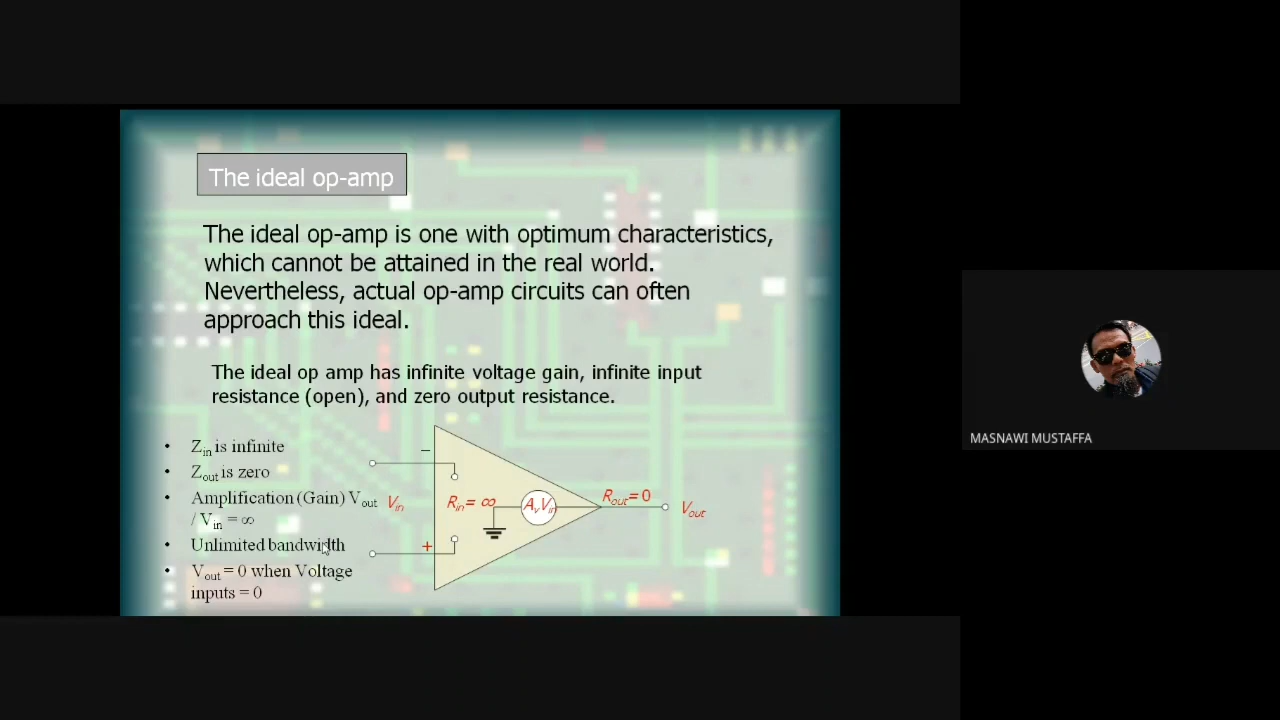 The ideal op-amp
The ideal op-amp is one with optimum characteristics,
which cannot be attained in the real world.
Nevertheless, actual op-amp circuits can often
approach this ideal.
The ideal op amp has infinite voltage gain, infinite input
resistance (open), and zero output resistance.
• Zin is infinite
• Zout is zero
• Amplification (Gain) Vout
/ Vin = ∞
• Unlimited bandwidth
• Vout = 0 when Voltage
inputs = 0
–
Vin
Rin = ∞
AvVin
Rout = 0
Vout
+
MASNAWI MUSTAFFA